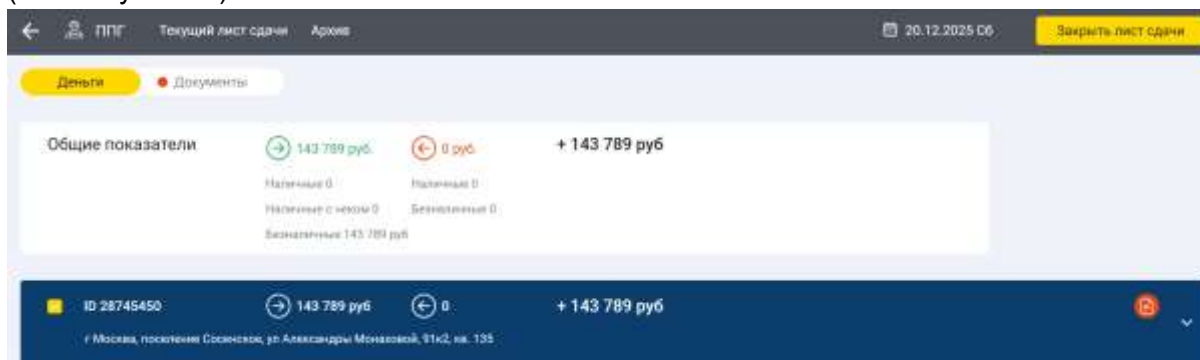 ППГ Текущий лист сдачи Архив 20.12.2025 Сб Закрыть лист сдачи
Деньги Документы
Общие показатели 143 789 руб. 0 руб. + 143 789 руб
Наличные 0 Наличные 0
Наличные с чеком 0 Безналичные 0
Безналичные 143 789 руб
ID 28745450 143 789 руб 0 + 143 789 руб
г Москва, поселение Сосенское, ул Александры Монаховой, 91к2, кв. 135